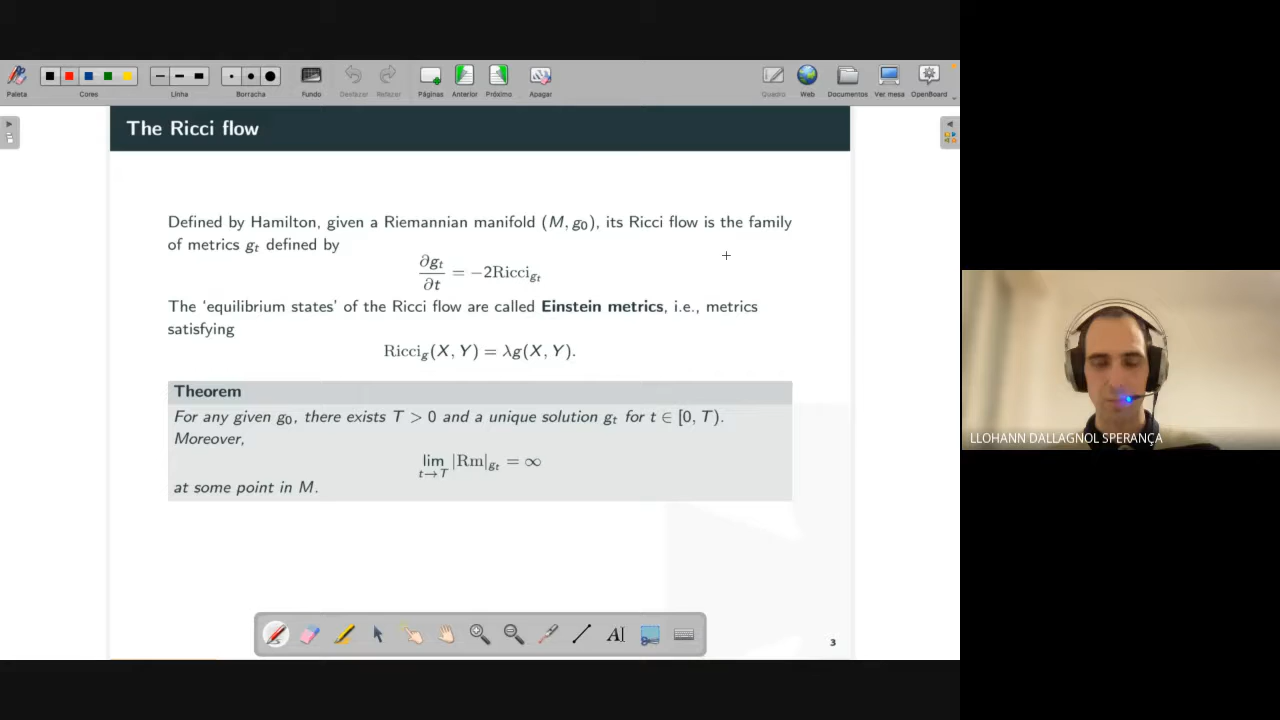 Paleta
Cores
Linha
Borracha
Fundo
Desfazer
Refazer
Páginas
Anterior
Próximo
Apagar
Quadro
Web
Documentos
Ver mesa
OpenBoard
The Ricci flow
Defined by Hamilton, given a Riemannian manifold (M, g₀), its Ricci flow is the family
of metrics gₜ defined by
∂gₜ/∂t = −2Ricci_{gₜ}
The ‘equilibrium states’ of the Ricci flow are called Einstein metrics, i.e., metrics
satisfying
Ricci_g(X, Y) = λg(X, Y).
Theorem
For any given g₀, there exists T > 0 and a unique solution gₜ for t ∈ [0, T).
Moreover,
lim_{t→T} |Rm|_{gₜ} = ∞
at some point in M.
3
LLOHANN DALLAGNOL SPERANÇA